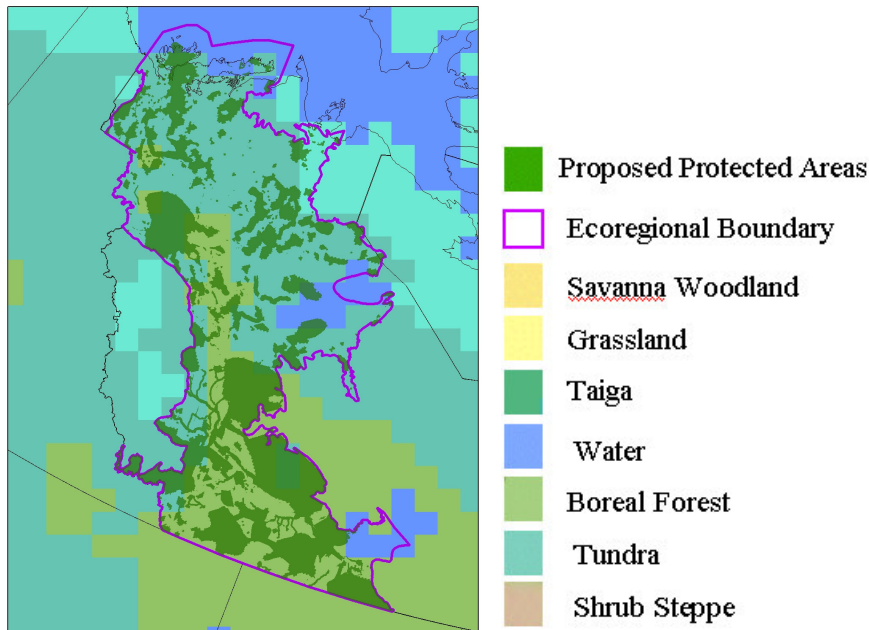 Proposed Protected Areas
Ecoregional Boundary
Savanna Woodland
Grassland
Taiga
Water
Boreal Forest
Tundra
Shrub Steppe